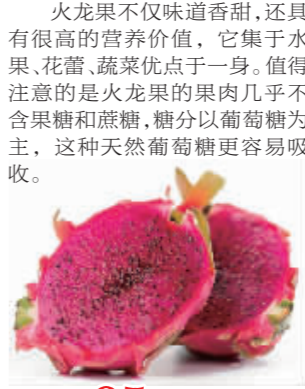 火龙果不仅味道香甜,还具
有很高的营养价值，它集于水
果、花蕾、蔬菜优点于一身。值得
注意的是火龙果的果肉几乎不
含果糖和蔗糖,糖分以葡萄糖为
主，这种天然葡萄糖更容易吸
收。